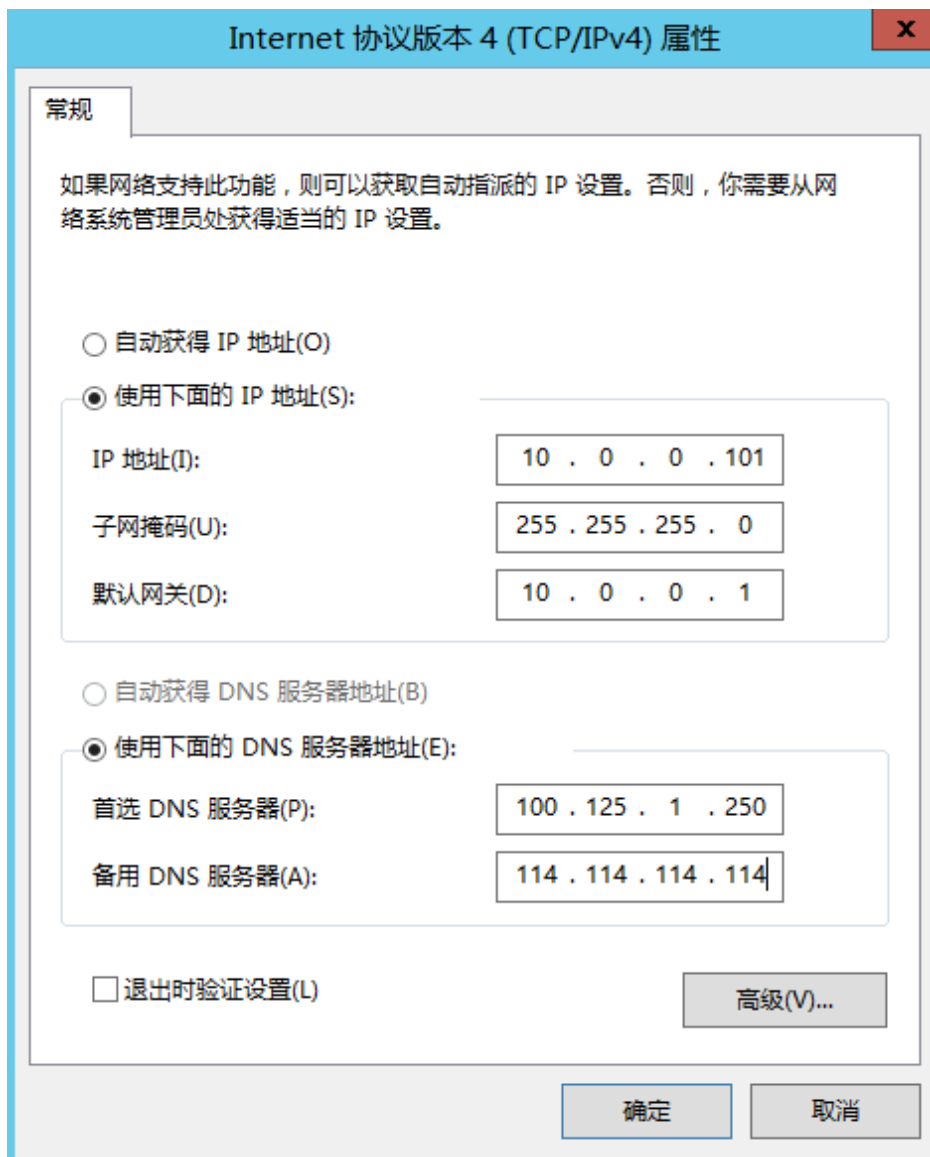 Internet 协议版本 4 (TCP/IPv4) 属性
x
常规
如果网络支持此功能，则可以获取自动指派的 IP 设置。否则，你需要从网
络系统管理员处获得适当的 IP 设置。
自动获得 IP 地址(O)
使用下面的 IP 地址(S):
IP 地址(I): 10 . 0 . 0 . 101
子网掩码(U): 255 . 255 . 255 . 0
默认网关(D): 10 . 0 . 0 . 1
自动获得 DNS 服务器地址(B)
使用下面的 DNS 服务器地址(E):
首选 DNS 服务器(P): 100 . 125 . 1 . 250
备用 DNS 服务器(A): 114 . 114 . 114 . 114
退出时验证设置(L)
高级(V)...
确定 取消